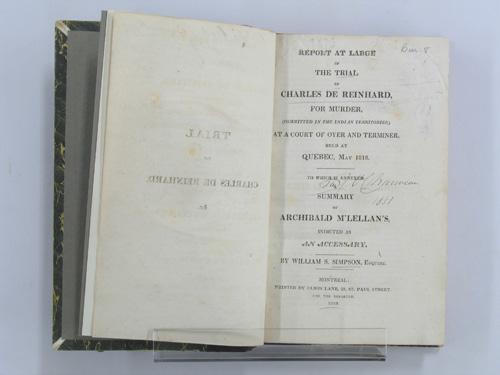 REPORT AT LARGE
OF
THE TRIAL
OF
CHARLES DE REINHARD,
FOR MURDER,
(COMMITTED IN THE INDIAN TERRITORIES,)
AT A COURT OF OYER AND TERMINER,
HELD AT
QUEBEC, MAY 1818.
TO WHICH IS ANNEXED
SUMMARY
OF
ARCHIBALD M'LELLAN'S,
INDICTED AS
AN ACCESSARY.
BY WILLIAM S. SIMPSON, Esquire.
MONTREAL:
PRINTED BY JAMES LANE, 29, ST. PAUL STREET.
FOR THE REPORTER.
TRIAL
OF
CHARLES DE REINHARD,
&c.